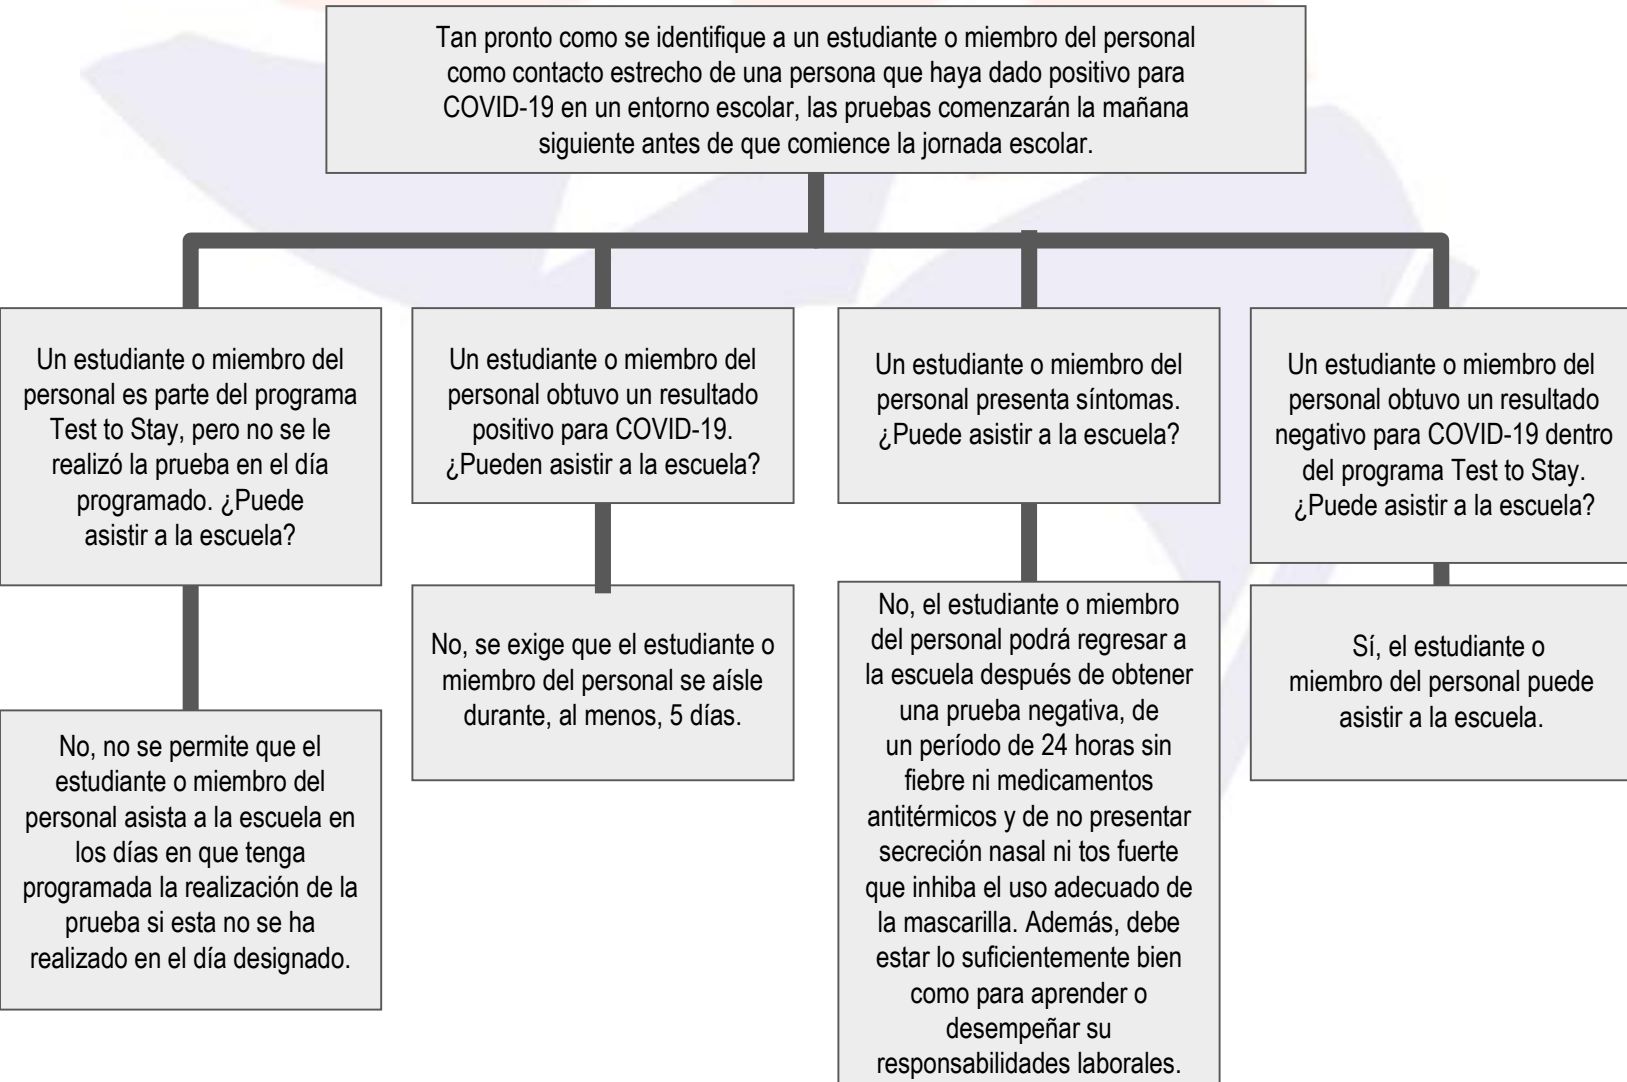 Tan pronto como se identifique a un estudiante o miembro del personal
como contacto estrecho de una persona que haya dado positivo para
COVID-19 en un entorno escolar, las pruebas comenzarán la mañana
siguiente antes de que comience la jornada escolar.
Un estudiante o miembro del
personal es parte del programa
Test to Stay, pero no se le
realizó la prueba en el día
programado. ¿Puede
asistir a la escuela?
Un estudiante o miembro del
personal obtuvo un resultado
positivo para COVID-19.
¿Pueden asistir a la escuela?
Un estudiante o miembro del
personal presenta síntomas.
¿Puede asistir a la escuela?
Un estudiante o miembro del
personal obtuvo un resultado
negativo para COVID-19 dentro
del programa Test to Stay.
¿Puede asistir a la escuela?
No, no se permite que el
estudiante o miembro del
personal asista a la escuela en
los días en que tenga
programada la realización de la
prueba si esta no se ha
realizado en el día designado.
No, se exige que el estudiante o
miembro del personal se aísle
durante, al menos, 5 días.
No, el estudiante o miembro
del personal podrá regresar a
la escuela después de obtener
una prueba negativa, de
un período de 24 horas sin
fiebre ni medicamentos
antitérmicos y de no presentar
secreción nasal ni tos fuerte
que inhiba el uso adecuado de
la mascarilla. Además, debe
estar lo suficientemente bien
como para aprender o
desempeñar su
responsabilidades laborales.
Sí, el estudiante o
miembro del personal puede
asistir a la escuela.